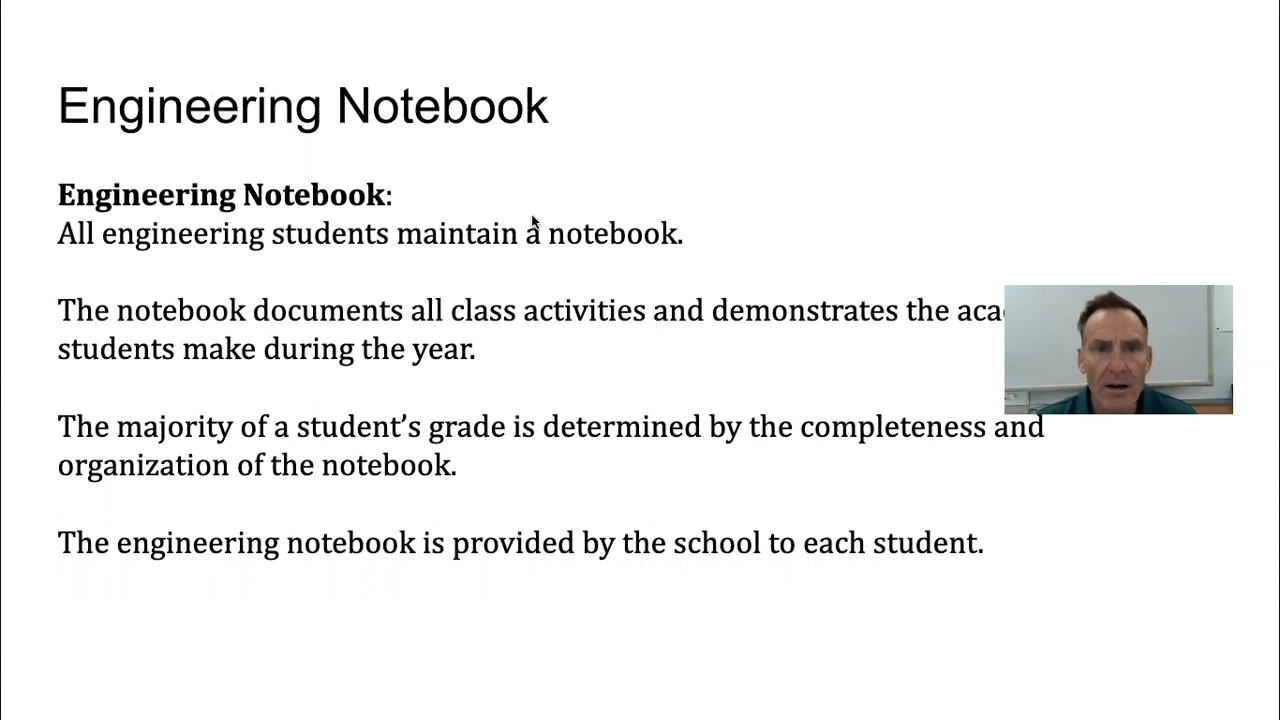 Engineering Notebook
Engineering Notebook:
All engineering students maintain a notebook.
The notebook documents all class activities and demonstrates the
students make during the year.
The majority of a student’s grade is determined by the completeness and
organization of the notebook.
The engineering notebook is provided by the school to each student.